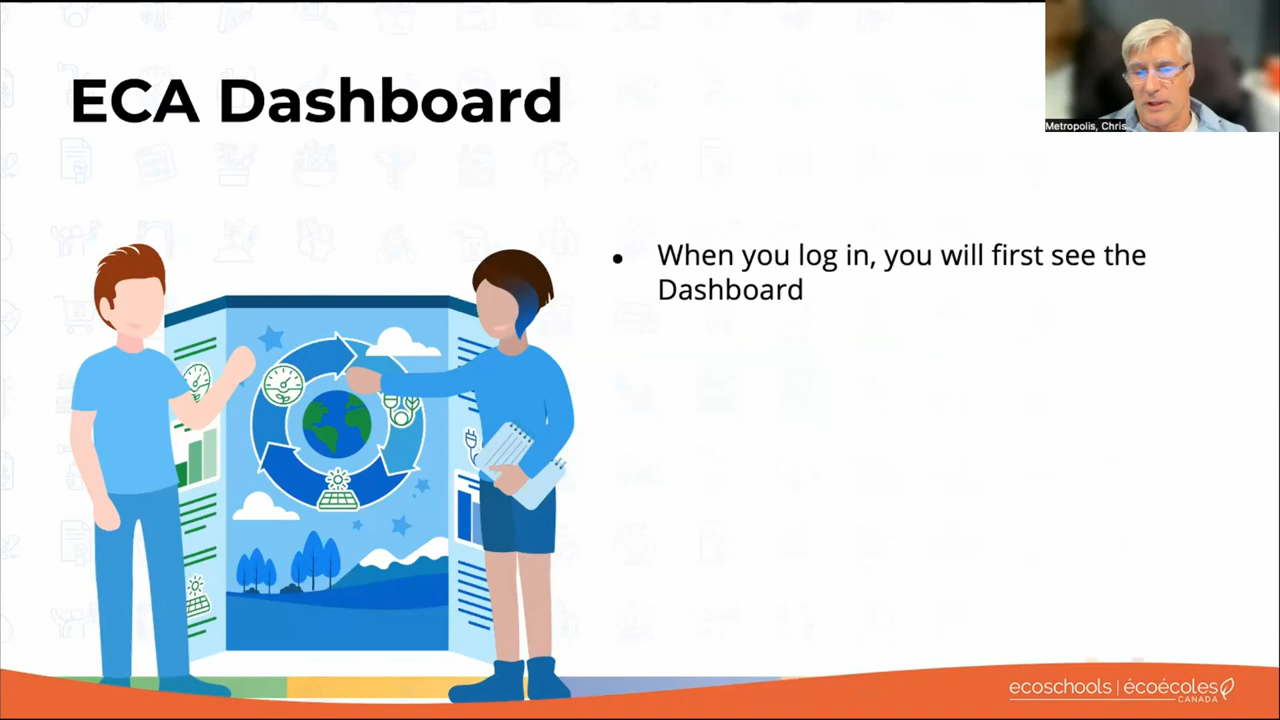 ECA Dashboard
Metropolis, Chris
• When you log in, you will first see the
Dashboard
ecoschools | écoécoles
CANADA